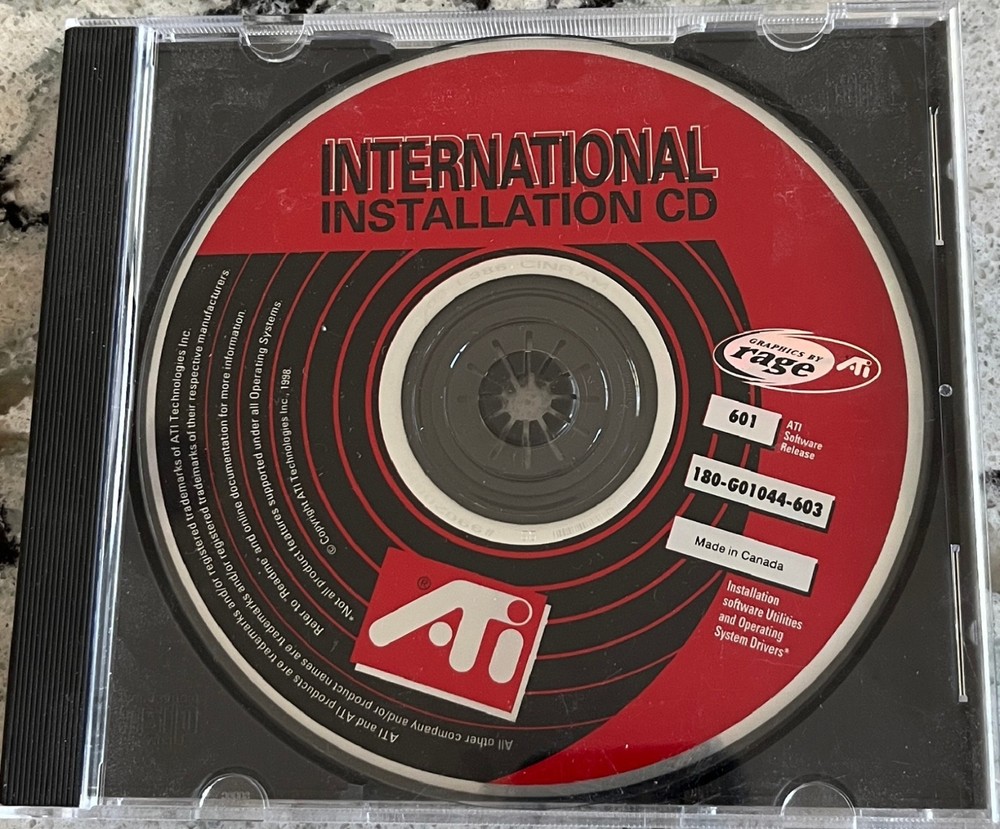 INTERNATIONAL
INSTALLATION CD
GRAPHICS BY
rage
ATi
601
ATI
Software
Release
180-G01044-603
Made in Canada
Installation
software Utilities
and Operating
System Drivers*
ATi®
© Copyright ATI Technologies Inc, 1998.
*Not all product features supported under all Operating Systems.
Refer to 'Readme' and online documentation for more information.
All other company and/or product names are trademarks and/or registered trademarks of their respective manufacturers.
ATI and ATI products are trademarks and/or registered trademarks of ATI Technologies Inc.
CINRAM